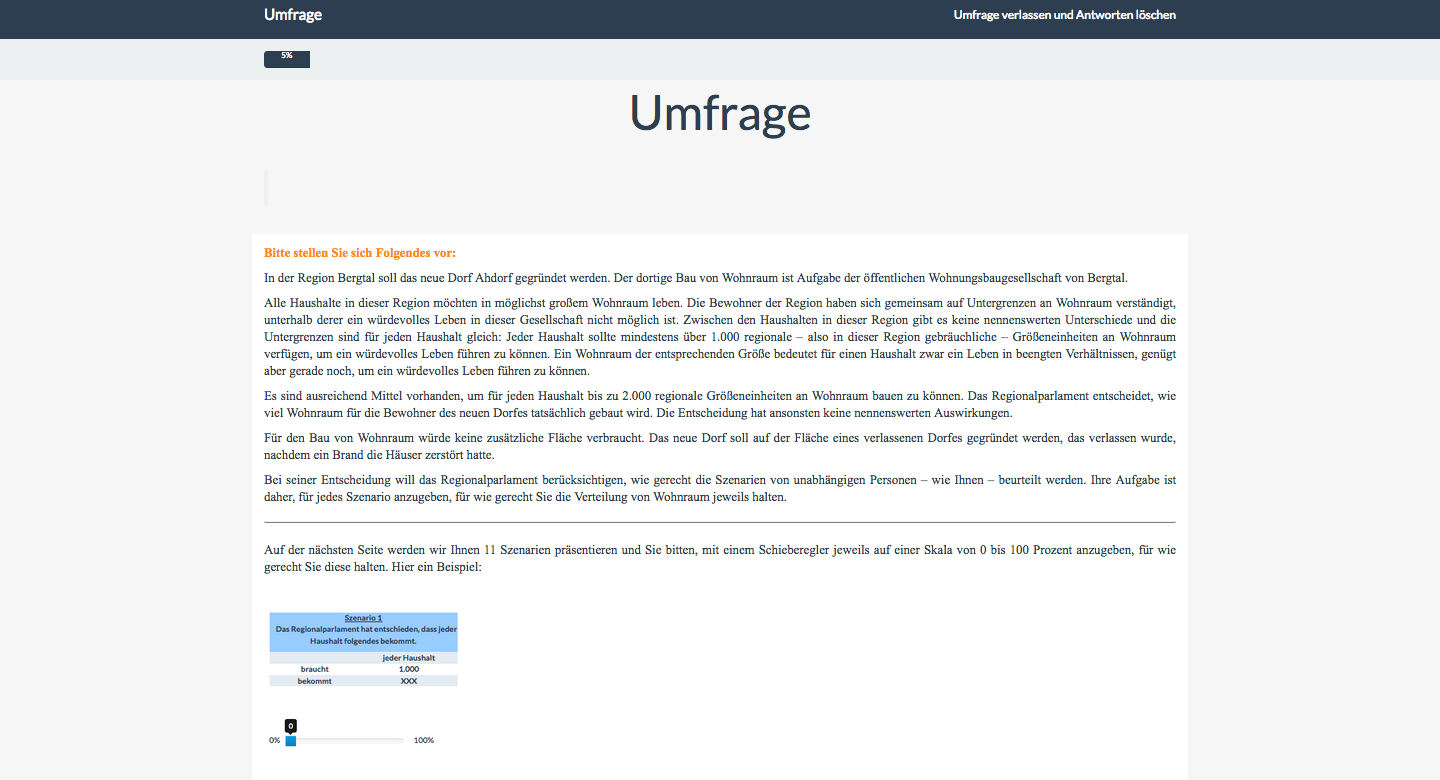 Umfrage
Umfrage verlassen und Antworten löschen
5%
Umfrage
Bitte stellen Sie sich Folgendes vor:
In der Region Bergtal soll das neue Dorf Ahdorf gegründet werden. Der dortige Bau von Wohnraum ist Aufgabe der öffentlichen Wohnungsbaugesellschaft von Bergtal.
Alle Haushalte in dieser Region möchten in möglichst großem Wohnraum leben. Die Bewohner der Region haben sich gemeinsam auf Untergrenzen an Wohnraum verständigt,
unterhalb derer ein würdevolles Leben in dieser Gesellschaft nicht möglich ist. Zwischen den Haushalten in dieser Region gibt es keine nennenswerten Unterschiede und die
Untergrenzen sind für jeden Haushalt gleich: Jeder Haushalt sollte mindestens über 1.000 regionale – also in dieser Region gebräuchliche – Größeneinheiten an Wohnraum
verfügen, um ein würdevolles Leben führen zu können. Ein Wohnraum der entsprechenden Größe bedeutet für einen Haushalt zwar ein Leben in beengten Verhältnissen, genügt
aber gerade noch, um ein würdevolles Leben führen zu können.
Es sind ausreichend Mittel vorhanden, um für jeden Haushalt bis zu 2.000 regionale Größeneinheiten an Wohnraum bauen zu können. Das Regionalparlament entscheidet, wie
viel Wohnraum für die Bewohner des neuen Dorfes tatsächlich gebaut wird. Die Entscheidung hat ansonsten keine nennenswerten Auswirkungen.
Für den Bau von Wohnraum würde keine zusätzliche Fläche verbraucht. Das neue Dorf soll auf der Fläche eines verlassenen Dorfes gegründet werden, das verlassen wurde,
nachdem ein Brand die Häuser zerstört hatte.
Bei seiner Entscheidung will das Regionalparlament berücksichtigen, wie gerecht die Szenarien von unabhängigen Personen – wie Ihnen – beurteilt werden. Ihre Aufgabe ist
daher, für jedes Szenario anzugeben, für wie gerecht Sie die Verteilung von Wohnraum jeweils halten.
Auf der nächsten Seite werden wir Ihnen 11 Szenarien präsentieren und Sie bitten, mit einem Schieberegler jeweils auf einer Skala von 0 bis 100 Prozent anzugeben, für wie
gerecht Sie diese halten. Hier ein Beispiel:
Szenario 1
Das Regionalparlament hat entschieden, dass jeder
Haushalt folgendes bekommt.
jeder Haushalt
braucht 1.000
bekommt XXX
0
0% 100%